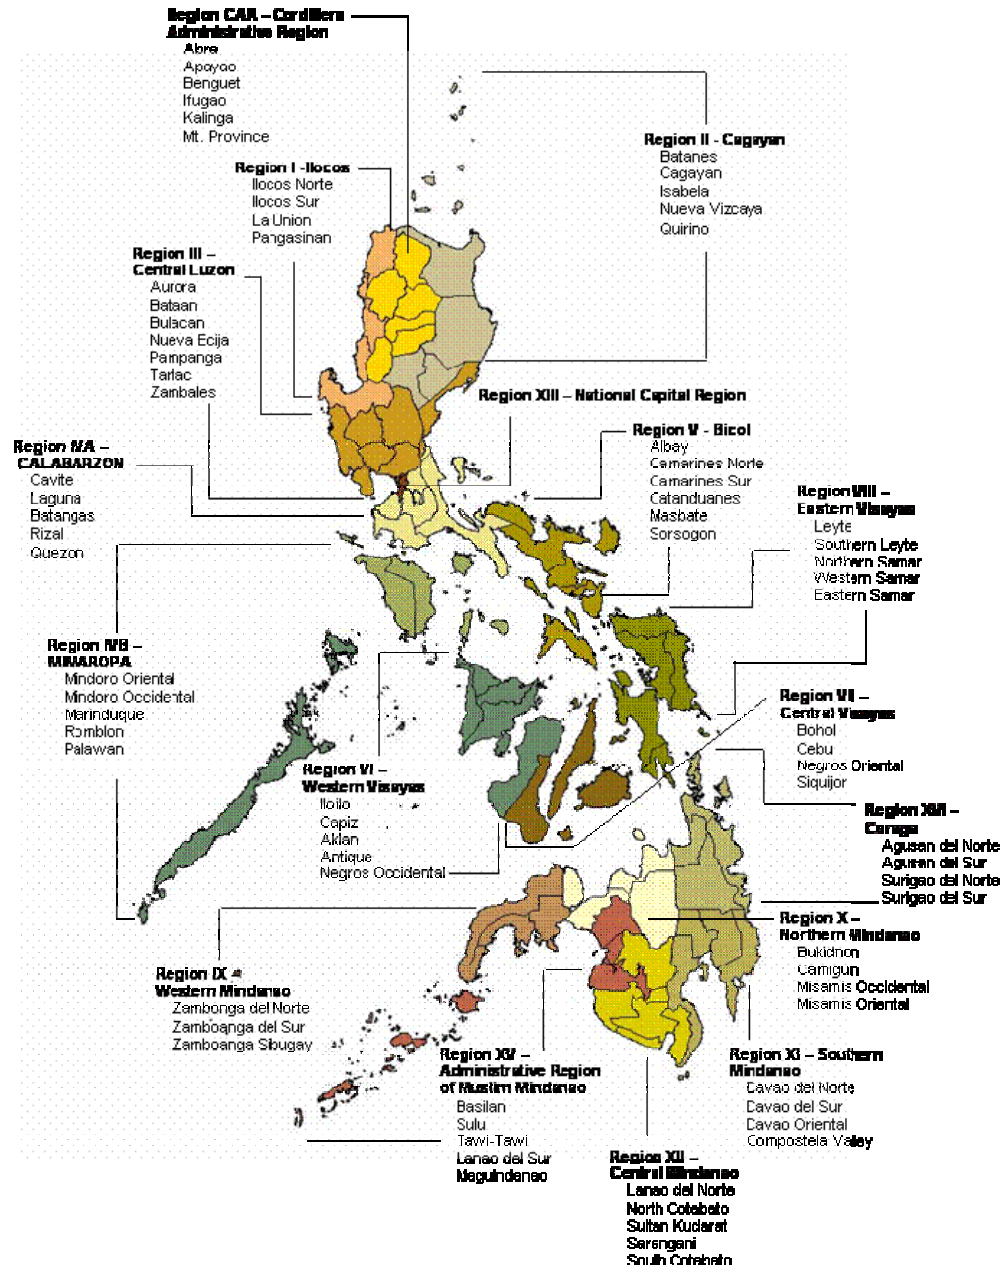 Region CAR – Cordillera
Administrative Region
Abra
Apayao
Benguet
Ifugao
Kalinga
Mt. Province
Region II - Cagayan
Batanes
Cagayan
Isabela
Nueva Vizcaya
Quirino
Region I -Ilocos
Ilocos Norte
Ilocos Sur
La Union
Pangasinan
Region III –
Central Luzon
Aurora
Bataan
Bulacan
Nueva Ecija
Pampanga
Tarlac
Zambales
Region XIII – National Capital Region
Region V - Bicol
Albay
Camarines Norte
Camarines Sur
Catanduanes
Masbate
Sorsogon
Region IVA –
CALABARZON
Cavite
Laguna
Batangas
Rizal
Quezon
Region VIII –
Eastern Visayas
Leyte
Southern Leyte
Northern Samar
Western Samar
Eastern Samar
Region IVB –
MIMAROPA
Mindoro Oriental
Mindoro Occidental
Marinduque
Romblon
Palawan
Region VII –
Central Visayas
Bohol
Cebu
Negros Oriental
Siquijor
Region VI –
Western Visayas
Iloilo
Capiz
Aklan
Antique
Negros Occidental
Region XVI –
Caraga
Agusan del Norte
Agusan del Sur
Surigao del Norte
Surigao del Sur
Region X –
Northern Mindanao
Bukidnon
Camigun
Misamis Occidental
Misamis Oriental
Region IX –
Western Mindanao
Zambonga del Norte
Zamboanga del Sur
Zamboanga Sibugay
Region XV –
Administrative Region
of Muslim Mindanao
Basilan
Sulu
Tawi-Tawi
Lanao del Sur
Maguindanao
Region XI – Southern
Mindanao
Davao del Norte
Davao del Sur
Davao Oriental
Compostela Valley
Region XII –
Central Mindanao
Lanao del Norte
North Cotabato
Sultan Kudarat
Sarangani
South Cotabato